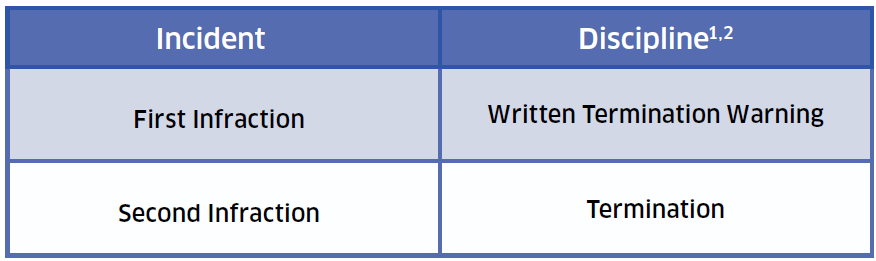 Incident Discipline1,2
First Infraction Written Termination Warning
Second Infraction Termination